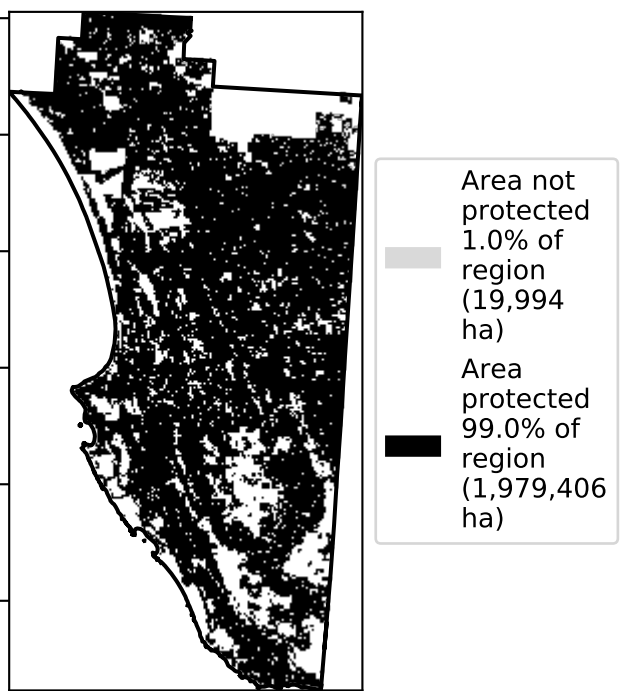 Area not
protected
1.0% of
region
(19,994
ha)
Area
protected
99.0% of
region
(1,979,406
ha)